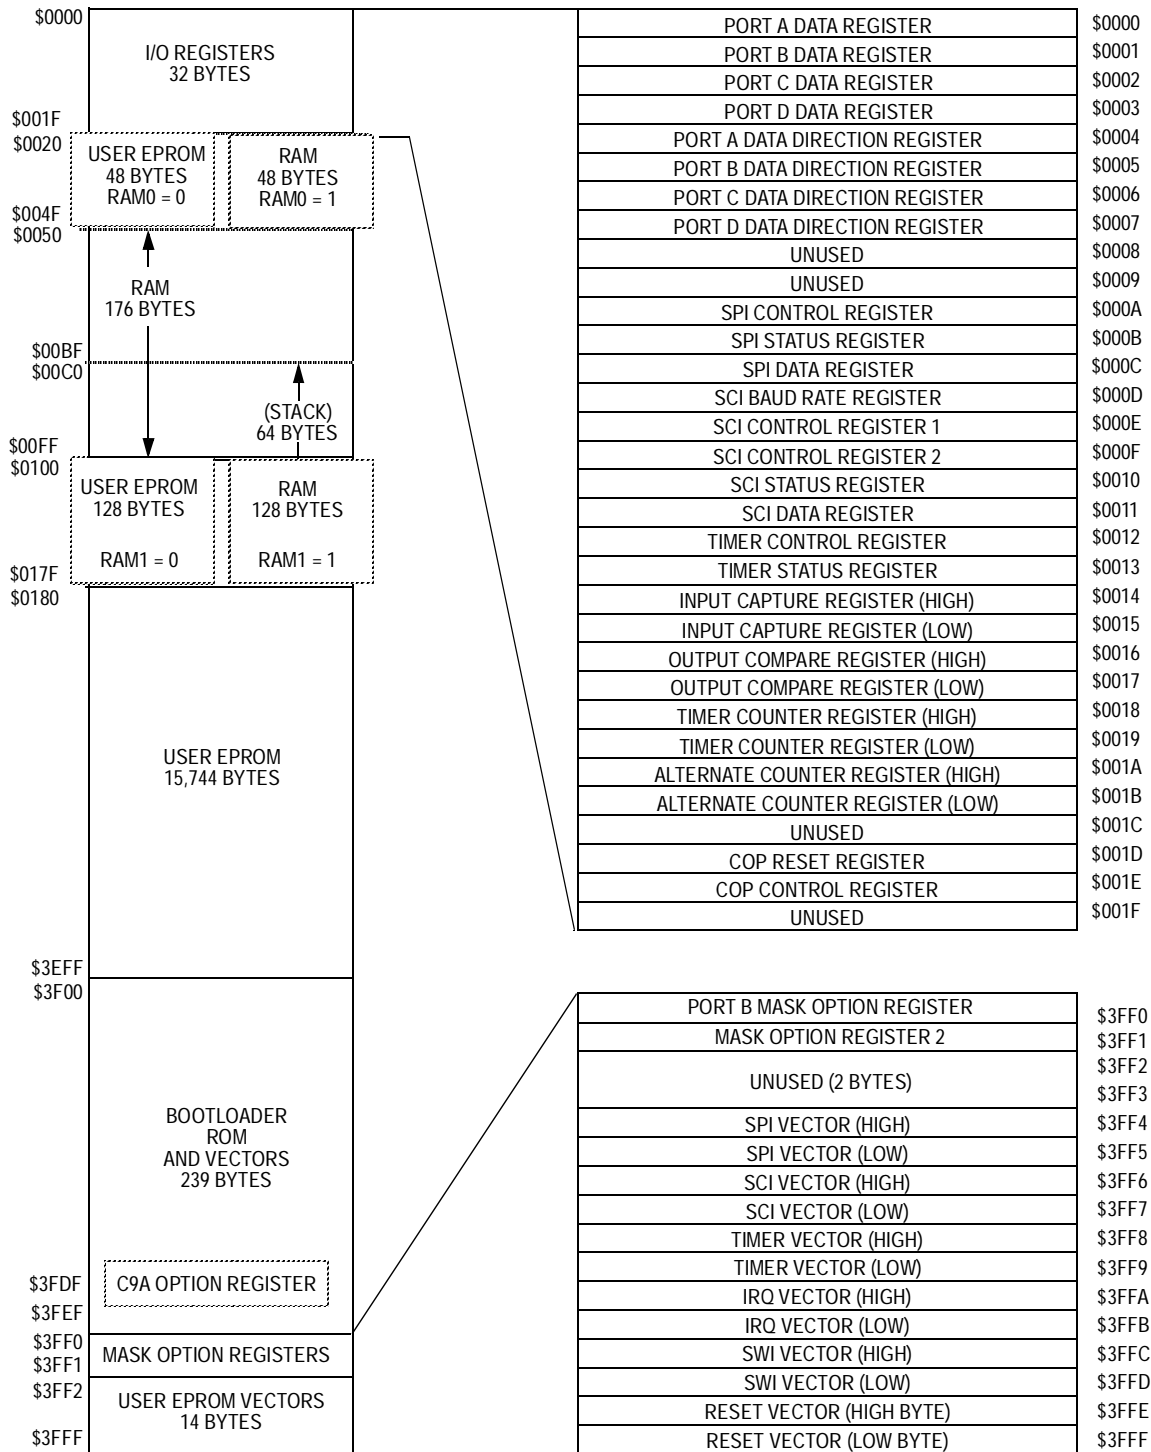 $0000
I/O REGISTERS
32 BYTES
$001F
$0020
USER EPROM
48 BYTES
RAM0 = 0
RAM
48 BYTES
RAM0 = 1
$004F
$0050
RAM
176 BYTES
$00BF
$00C0
(STACK)
64 BYTES
$00FF
$0100
USER EPROM
128 BYTES
RAM1 = 0
RAM
128 BYTES
RAM1 = 1
$017F
$0180
USER EPROM
15,744 BYTES
$3EFF
$3F00
BOOTLOADER
ROM
AND VECTORS
239 BYTES
$3FDF
C9A OPTION REGISTER
$3FEF
$3FF0
$3FF1
MASK OPTION REGISTERS
$3FF2
USER EPROM VECTORS
14 BYTES
$3FFF
PORT A DATA REGISTER $0000
PORT B DATA REGISTER $0001
PORT C DATA REGISTER $0002
PORT D DATA REGISTER $0003
PORT A DATA DIRECTION REGISTER $0004
PORT B DATA DIRECTION REGISTER $0005
PORT C DATA DIRECTION REGISTER $0006
PORT D DATA DIRECTION REGISTER $0007
UNUSED $0008
UNUSED $0009
SPI CONTROL REGISTER $000A
SPI STATUS REGISTER $000B
SPI DATA REGISTER $000C
SCI BAUD RATE REGISTER $000D
SCI CONTROL REGISTER 1 $000E
SCI CONTROL REGISTER 2 $000F
SCI STATUS REGISTER $0010
SCI DATA REGISTER $0011
TIMER CONTROL REGISTER $0012
TIMER STATUS REGISTER $0013
INPUT CAPTURE REGISTER (HIGH) $0014
INPUT CAPTURE REGISTER (LOW) $0015
OUTPUT COMPARE REGISTER (HIGH) $0016
OUTPUT COMPARE REGISTER (LOW) $0017
TIMER COUNTER REGISTER (HIGH) $0018
TIMER COUNTER REGISTER (LOW) $0019
ALTERNATE COUNTER REGISTER (HIGH) $001A
ALTERNATE COUNTER REGISTER (LOW) $001B
UNUSED $001C
COP RESET REGISTER $001D
COP CONTROL REGISTER $001E
UNUSED $001F
PORT B MASK OPTION REGISTER $3FF0
MASK OPTION REGISTER 2 $3FF1
$3FF2
UNUSED (2 BYTES)
$3FF3
SPI VECTOR (HIGH) $3FF4
SPI VECTOR (LOW) $3FF5
SCI VECTOR (HIGH) $3FF6
SCI VECTOR (LOW) $3FF7
TIMER VECTOR (HIGH) $3FF8
TIMER VECTOR (LOW) $3FF9
IRQ VECTOR (HIGH) $3FFA
IRQ VECTOR (LOW) $3FFB
SWI VECTOR (HIGH) $3FFC
SWI VECTOR (LOW) $3FFD
RESET VECTOR (HIGH BYTE) $3FFE
RESET VECTOR (LOW BYTE) $3FFF